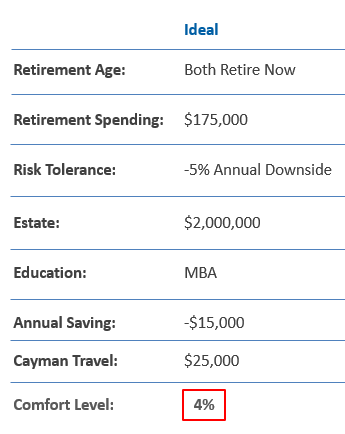 Ideal
Retirement Age: Both Retire Now
Retirement Spending: $175,000
Risk Tolerance: -5% Annual Downside
Estate: $2,000,000
Education: MBA
Annual Saving: -$15,000
Cayman Travel: $25,000
Comfort Level: 4%